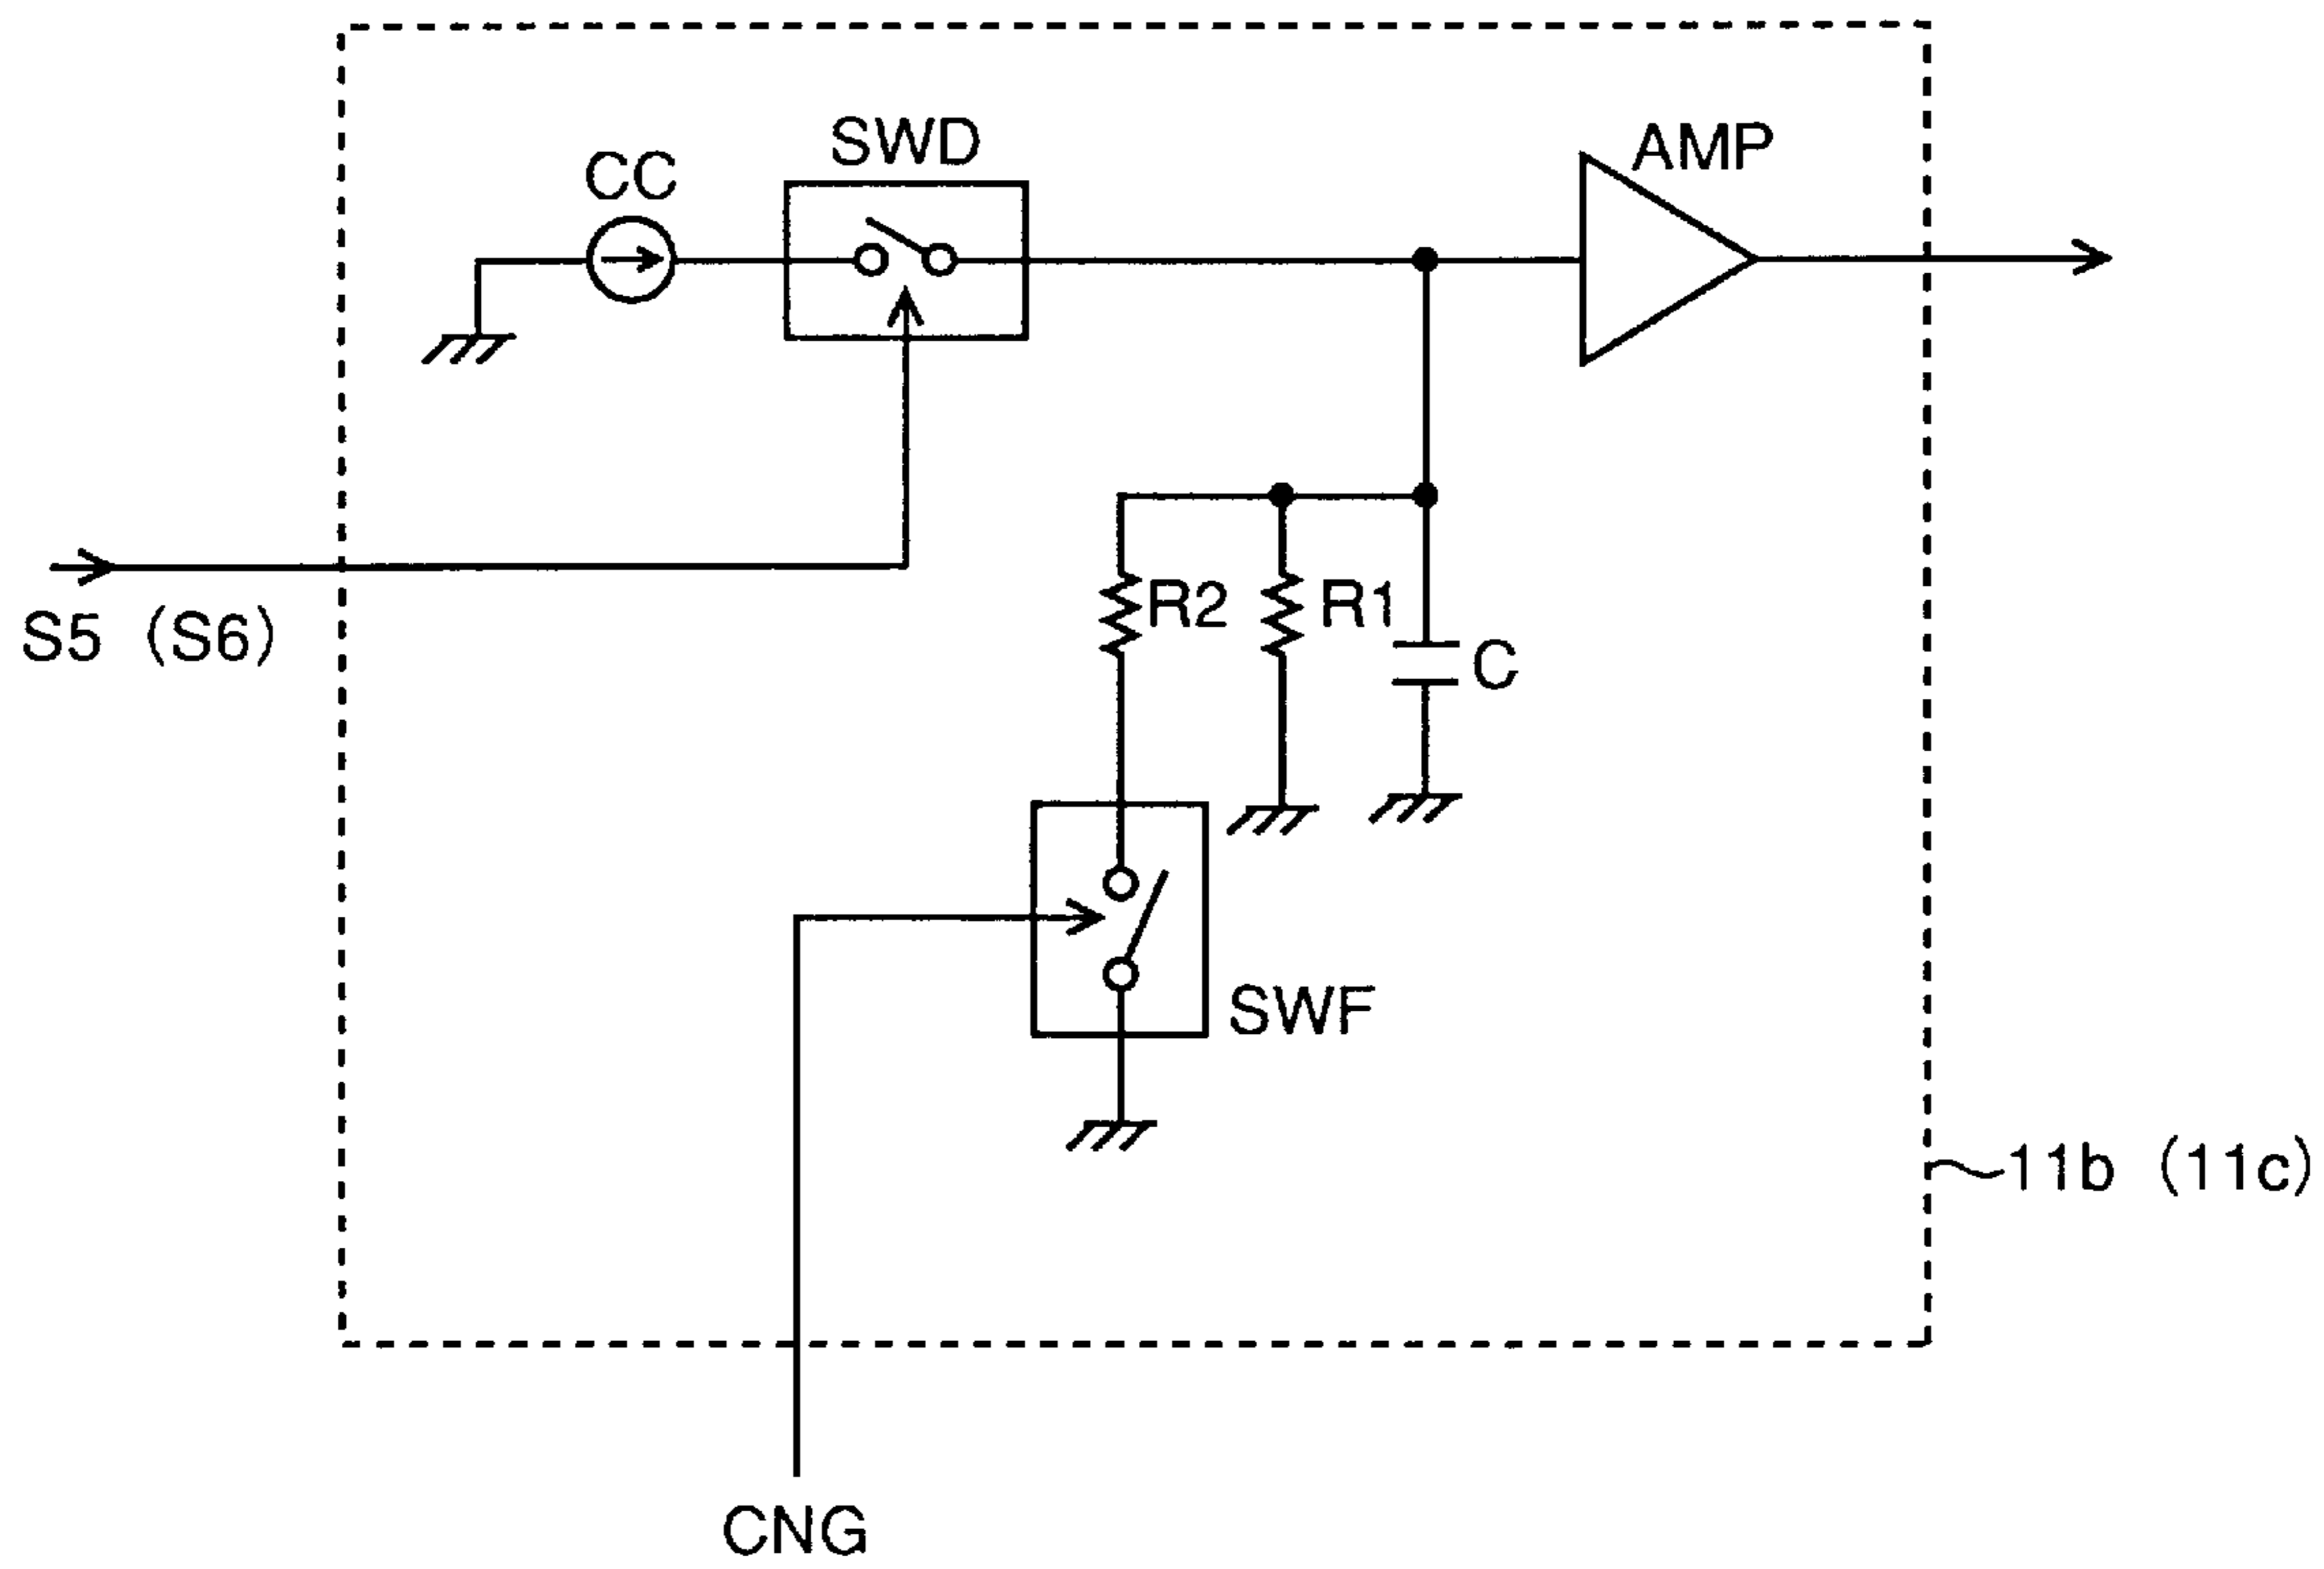 SWD
AMP
CC
R2
R1
S5 (S6)
C
SWF
11b (11c)
CNG